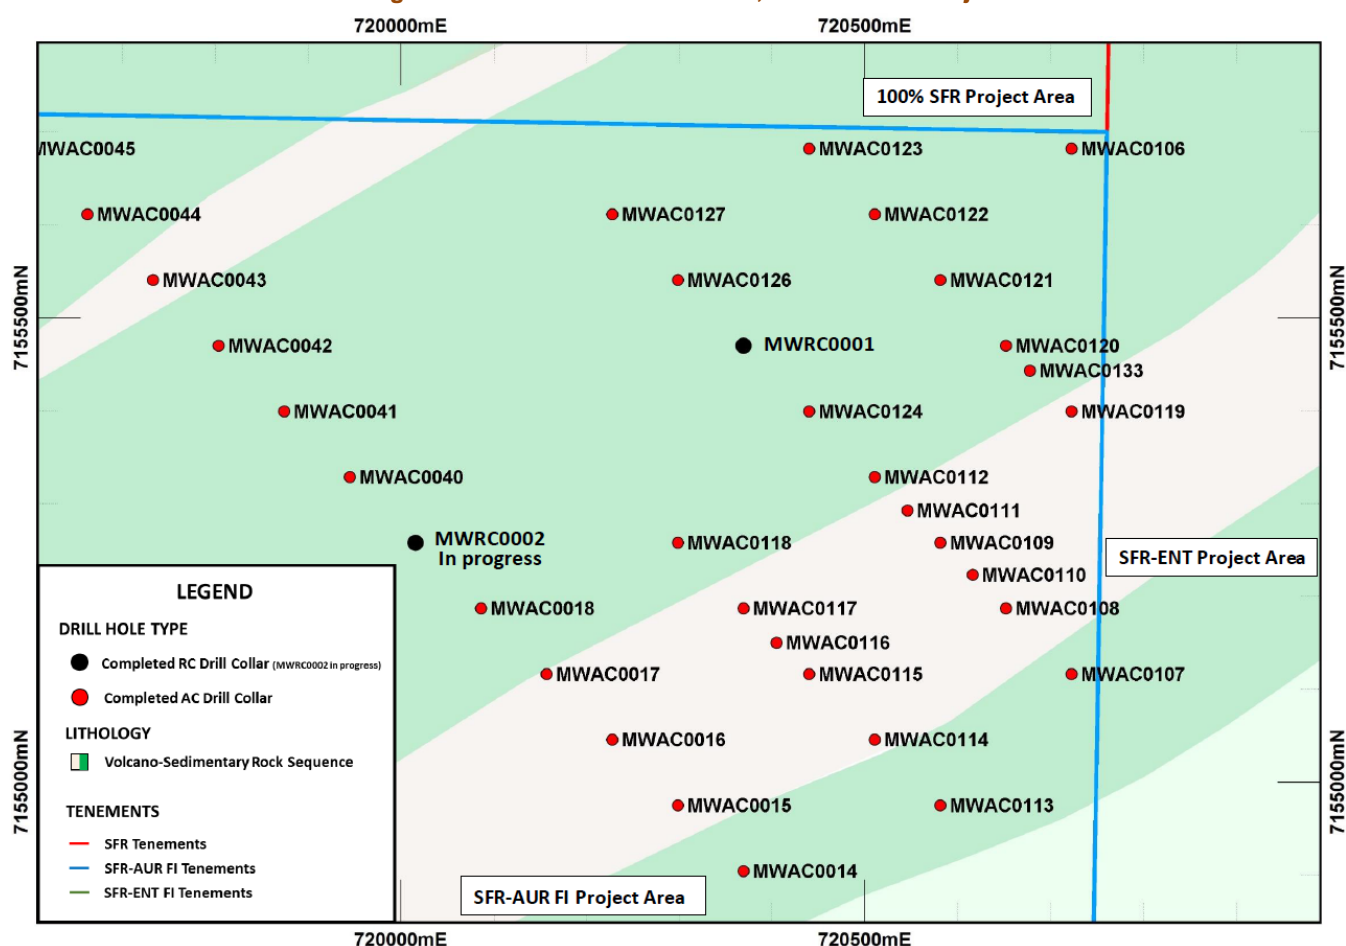 720000mE
720500mE
100% SFR Project Area
MWAC0045
MWAC0123
MWAC0106
MWAC0044
MWAC0127
MWAC0122
MWAC0043
MWAC0126
MWAC0121
7155500mN
7155500mN
MWAC0042
MWRC0001
MWAC0120
MWAC0133
MWAC0041
MWAC0124
MWAC0119
MWAC0040
MWAC0112
MWAC0111
MWRC0002
In progress
MWAC0118
MWAC0109
SFR-ENT Project Area
MWAC0110
MWAC0018
MWAC0117
MWAC0108
MWAC0116
MWAC0017
MWAC0115
MWAC0107
MWAC0016
MWAC0114
7155000mN
7155000mN
MWAC0015
MWAC0113
MWAC0014
SFR-AUR FI Project Area
LEGEND
DRILL HOLE TYPE
Completed RC Drill Collar (MWRC0002 in progress)
Completed AC Drill Collar
LITHOLOGY
Volcano-Sedimentary Rock Sequence
TENEMENTS
SFR Tenements
SFR-AUR FI Tenements
SFR-ENT FI Tenements
720000mE
720500mE